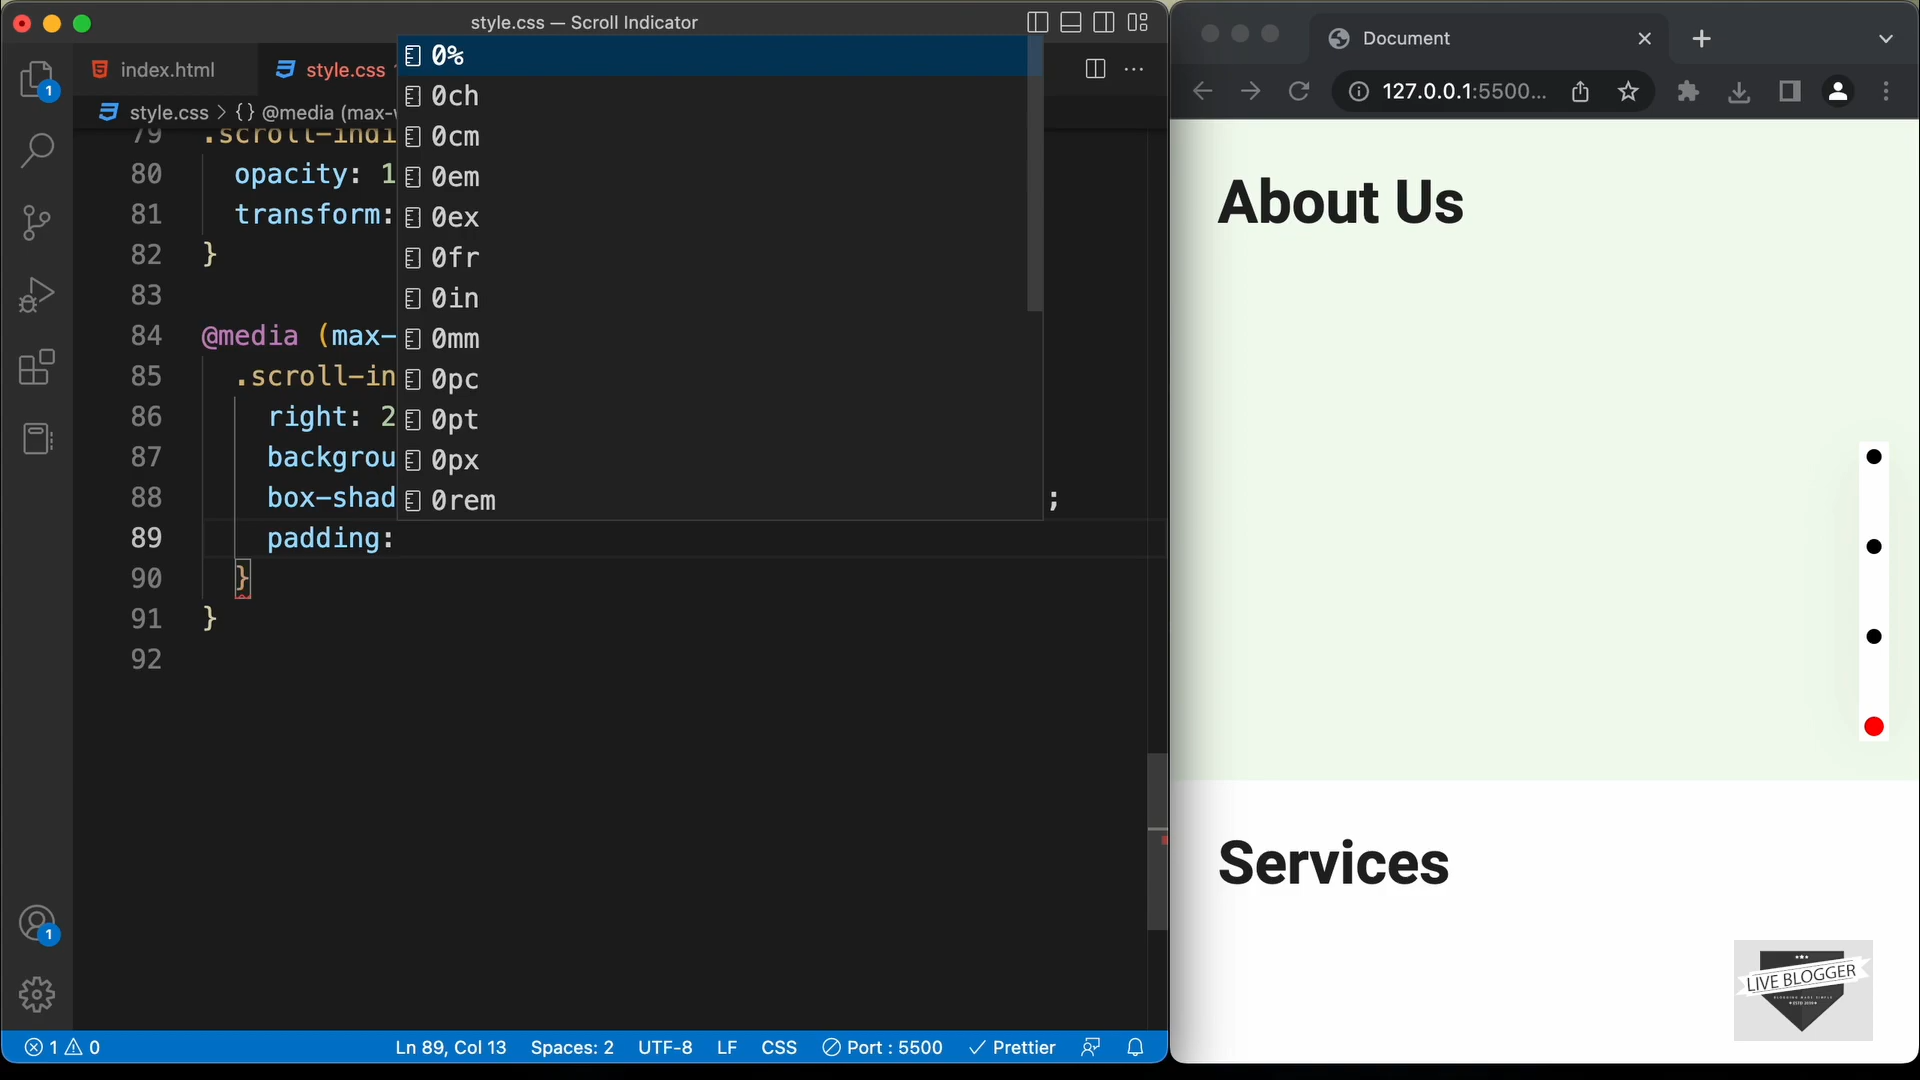 style.css — Scroll Indicator
index.html
style.css
style.css > {} @media (max-w
79 .scroll-indi
80 opacity: 1
81 transform:
82 }
83
84 @media (max-
85 .scroll-in
86 right: 2
87 backgrou
88 box-shad ;
89 padding:
90 }
91 }
92
0%
0ch
0cm
0em
0ex
0fr
0in
0mm
0pc
0pt
0px
0rem
1
1
1 0
Ln 89, Col 13
Spaces: 2
UTF-8
LF
CSS
Port : 5500
Prettier
Document
127.0.0.1:5500...
About Us
Services
LIVE BLOGGER